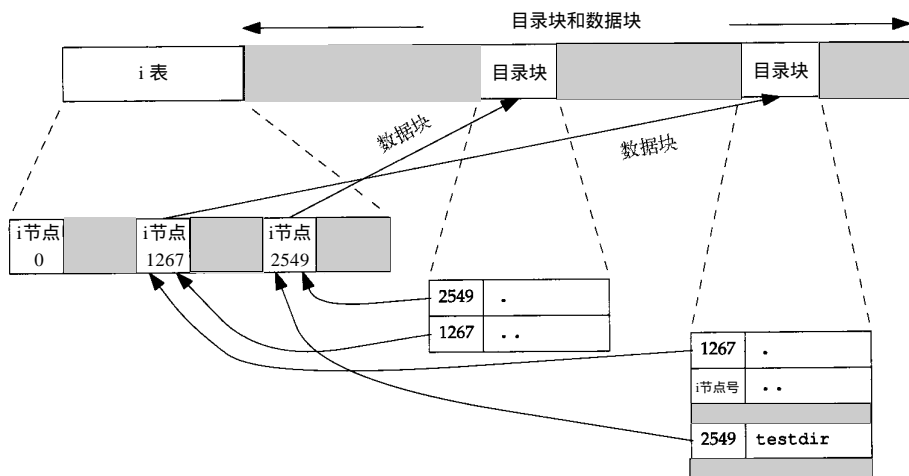 目录块和数据块
i 表
目录块
目录块
数据块
数据块
i节点
0
i节点
1267
i节点
2549
2549 .
1267 ..
1267 .
i节点号 ..
2549 testdir